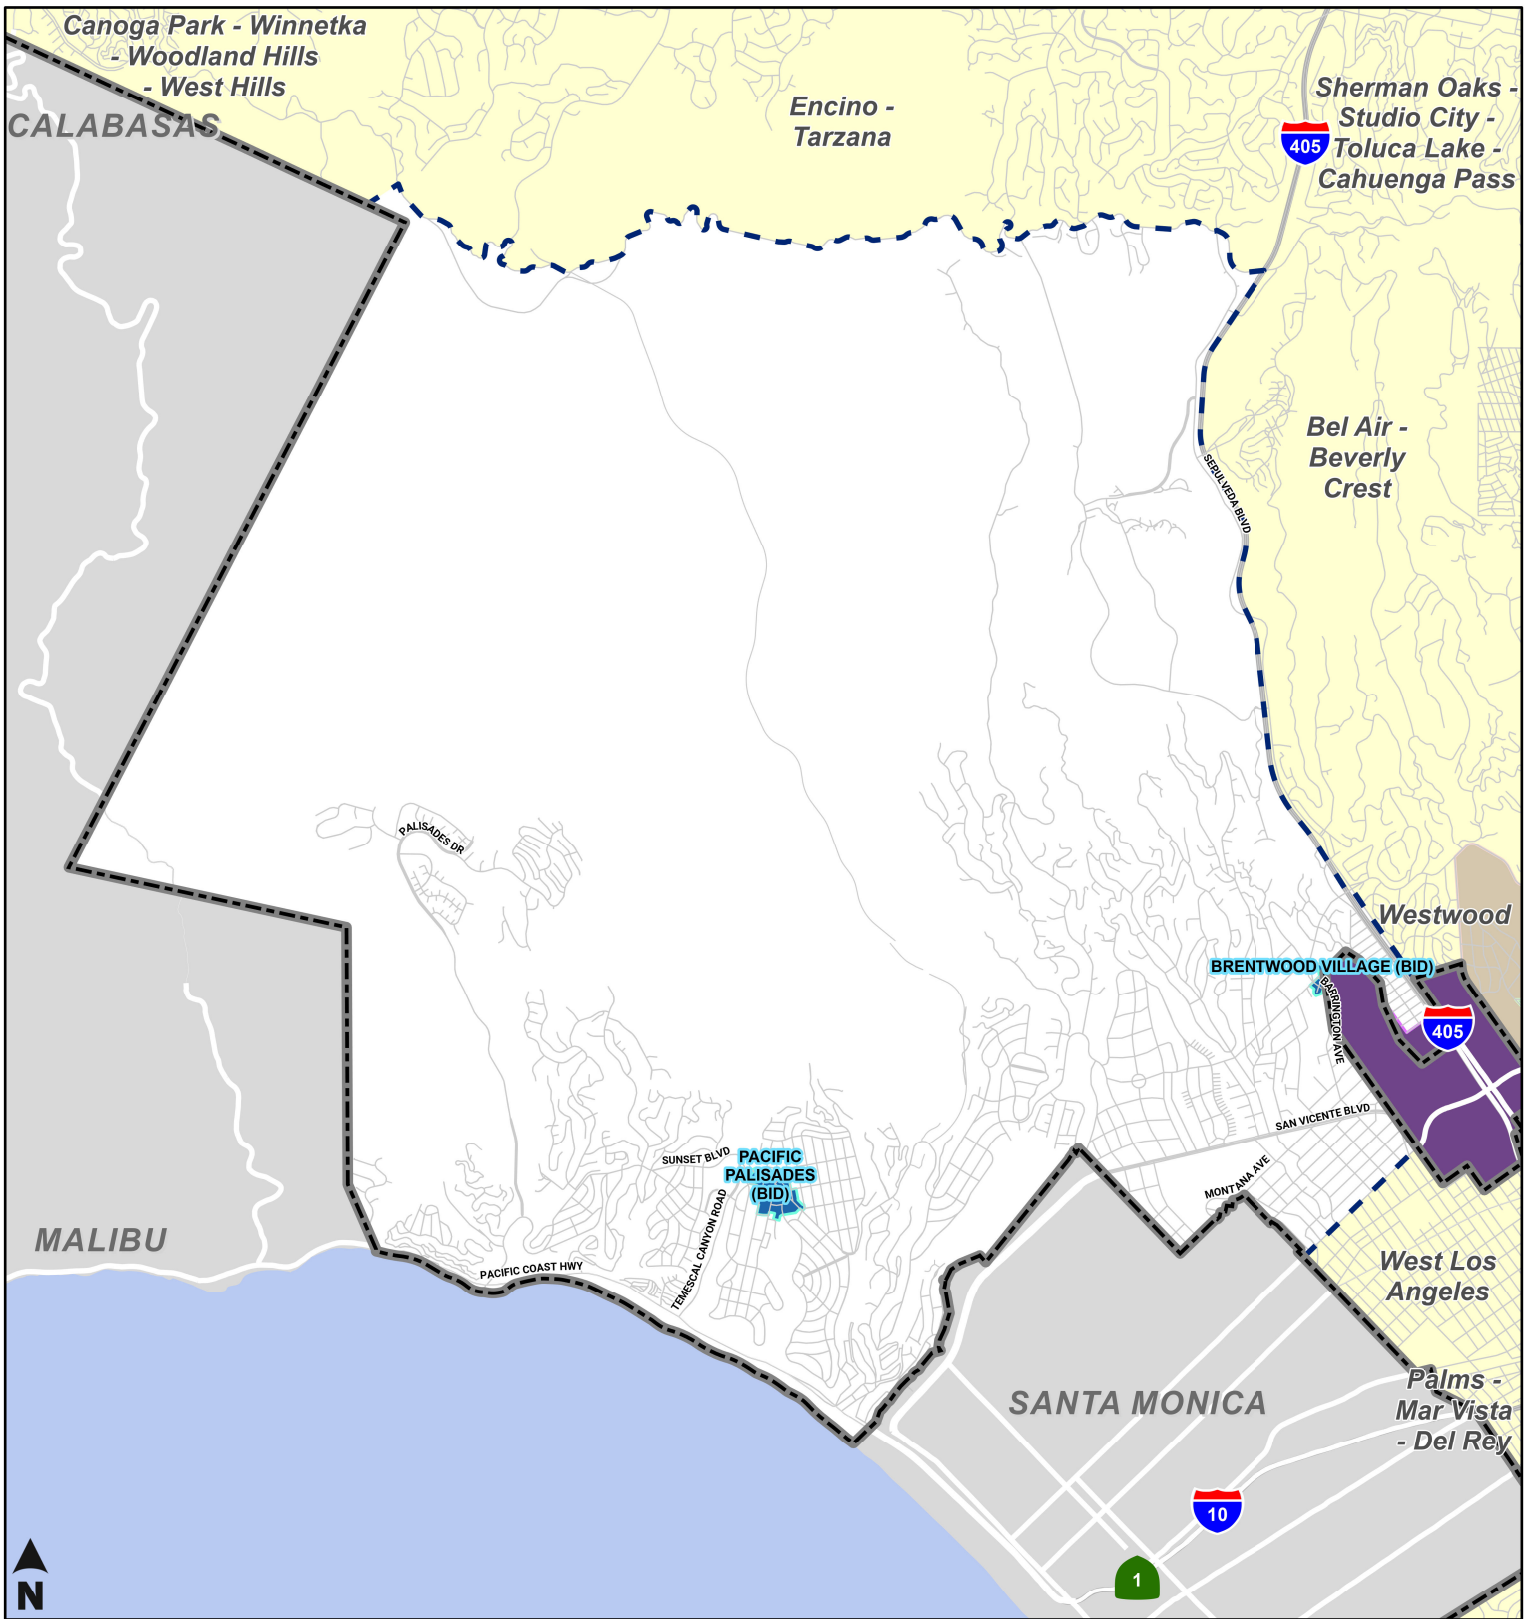 Canoga Park - Winnetka
- Woodland Hills
- West Hills
CALABASAS
Encino -
Tarzana
Sherman Oaks -
Studio City -
Toluca Lake -
Cahuenga Pass
405
Bel Air -
Beverly
Crest
SEPULVEDA BLVD
PALISADES DR
Westwood
BRENTWOOD VILLAGE (BID)
BARRINGTON AVE
405
SAN VICENTE BLVD
SUNSET BLVD
PACIFIC
PALISADES
(BID)
MONTANA AVE
TEMESCAL CANYON ROAD
MALIBU
PACIFIC COAST HWY
West Los
Angeles
SANTA MONICA
Palms -
Mar Vista
- Del Rey
10
1
N